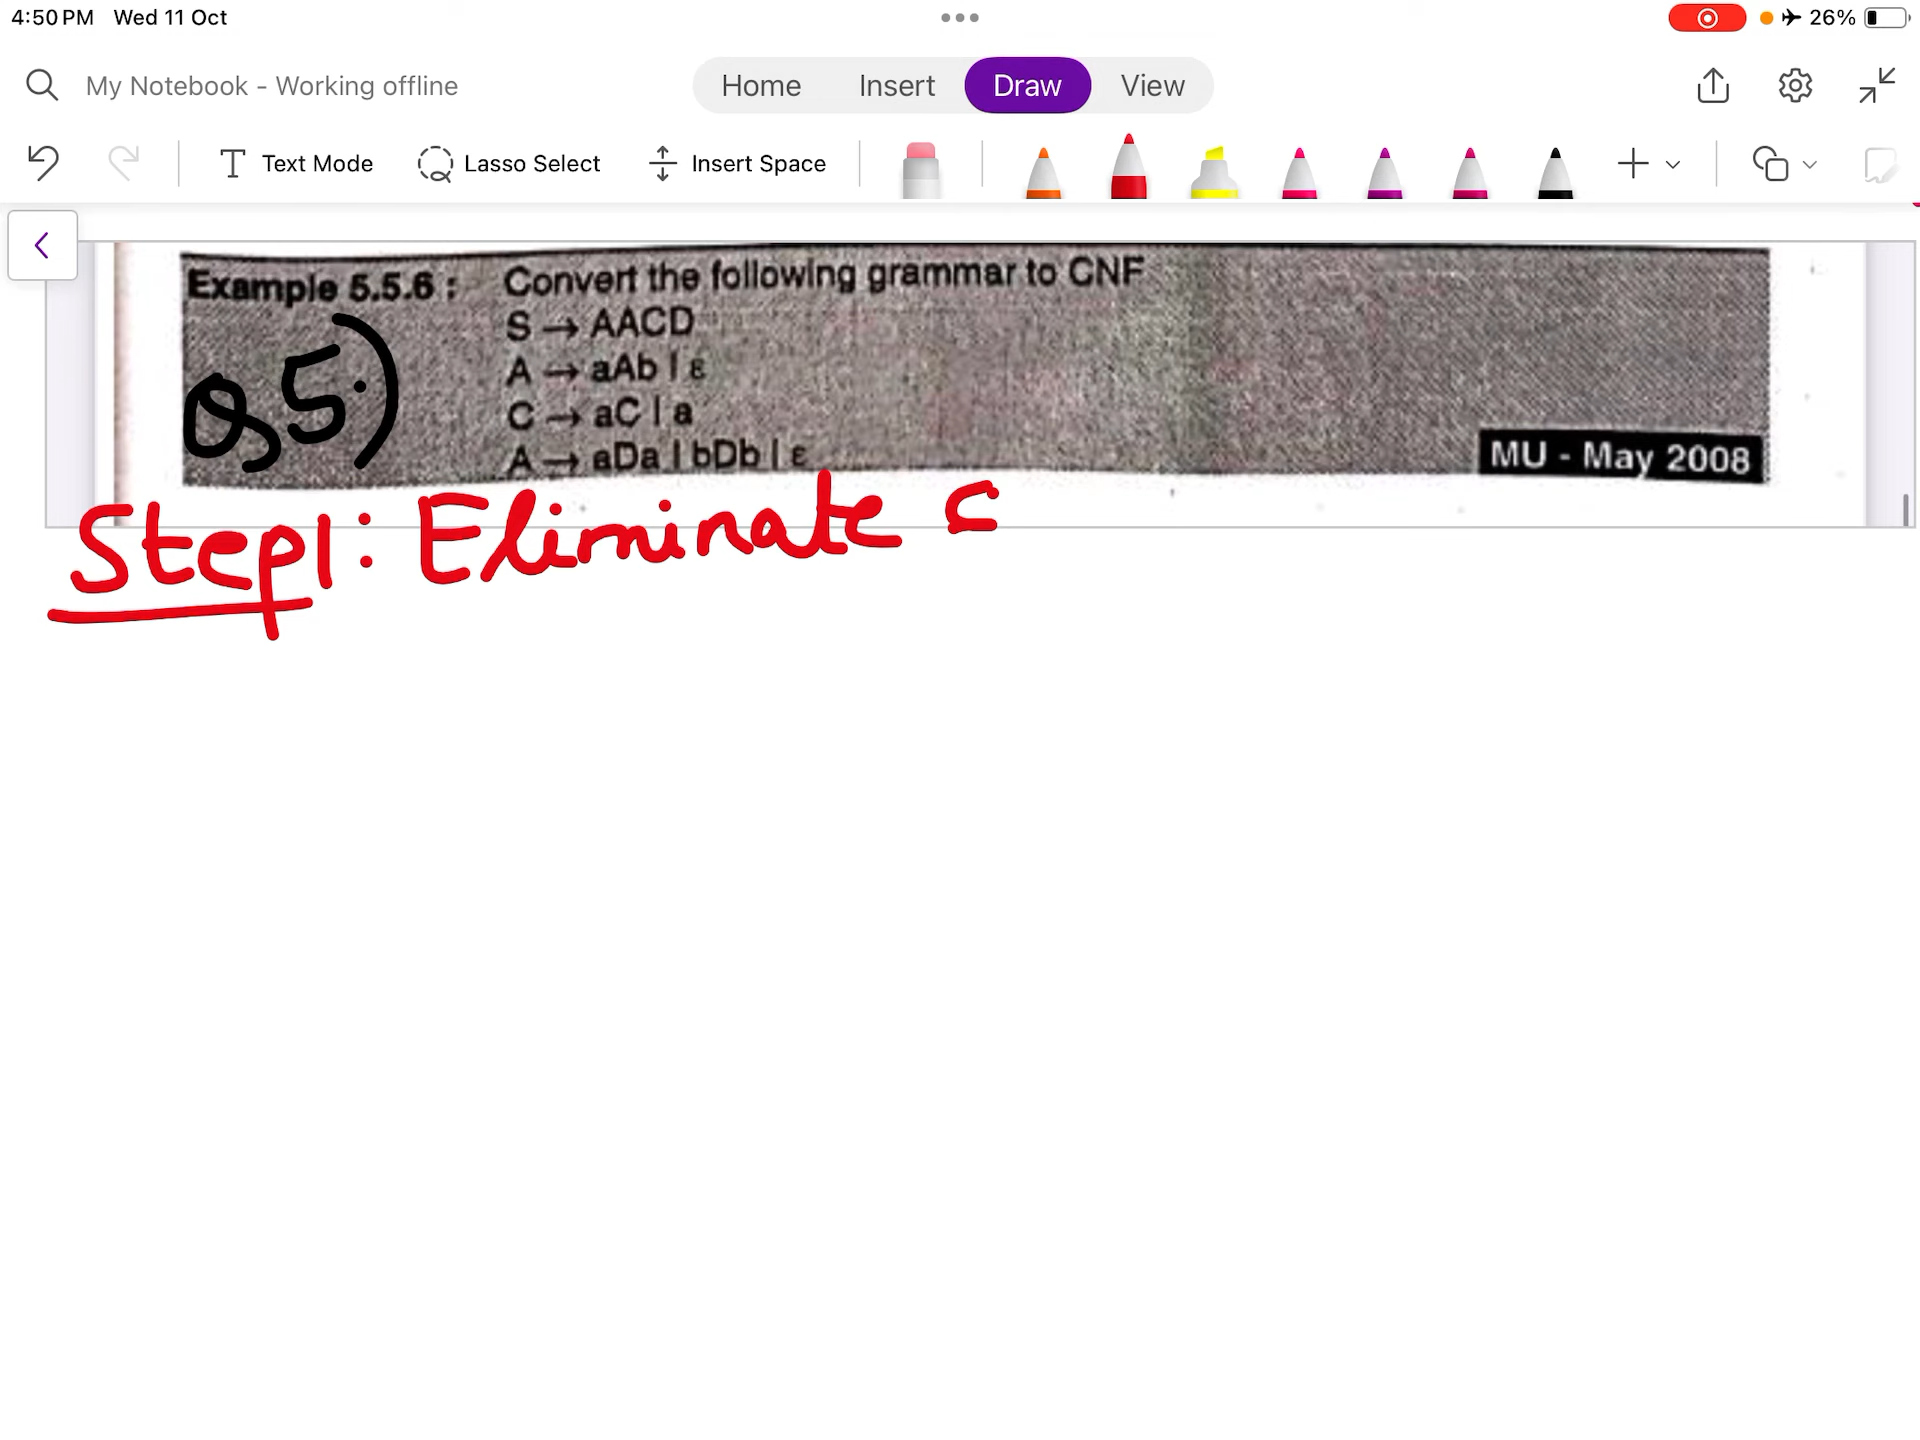 4:50 PM Wed 11 Oct
26%
My Notebook - Working offline
Home Insert Draw View
Text Mode Lasso Select Insert Space
Example 5.5.6 : Convert the following grammar to CNF
S → AACD
A → aAb | ε
C → aC | a
A → aDa | bDb | ε
Q5.)
MU - May 2008
Step1: Eliminate